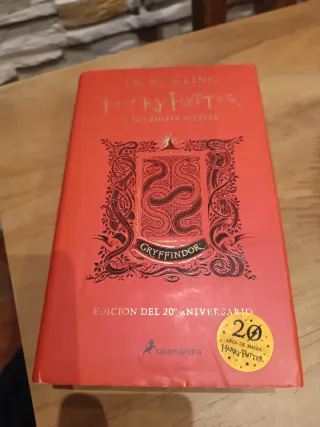 J.K. ROWLING
HARRY POTTER
y la cámara secreta
GRYFFINDOR
EDICIÓN DEL 20º ANIVERSARIO
20
AÑOS DE MAGIA
HARRY POTTER
salamandra